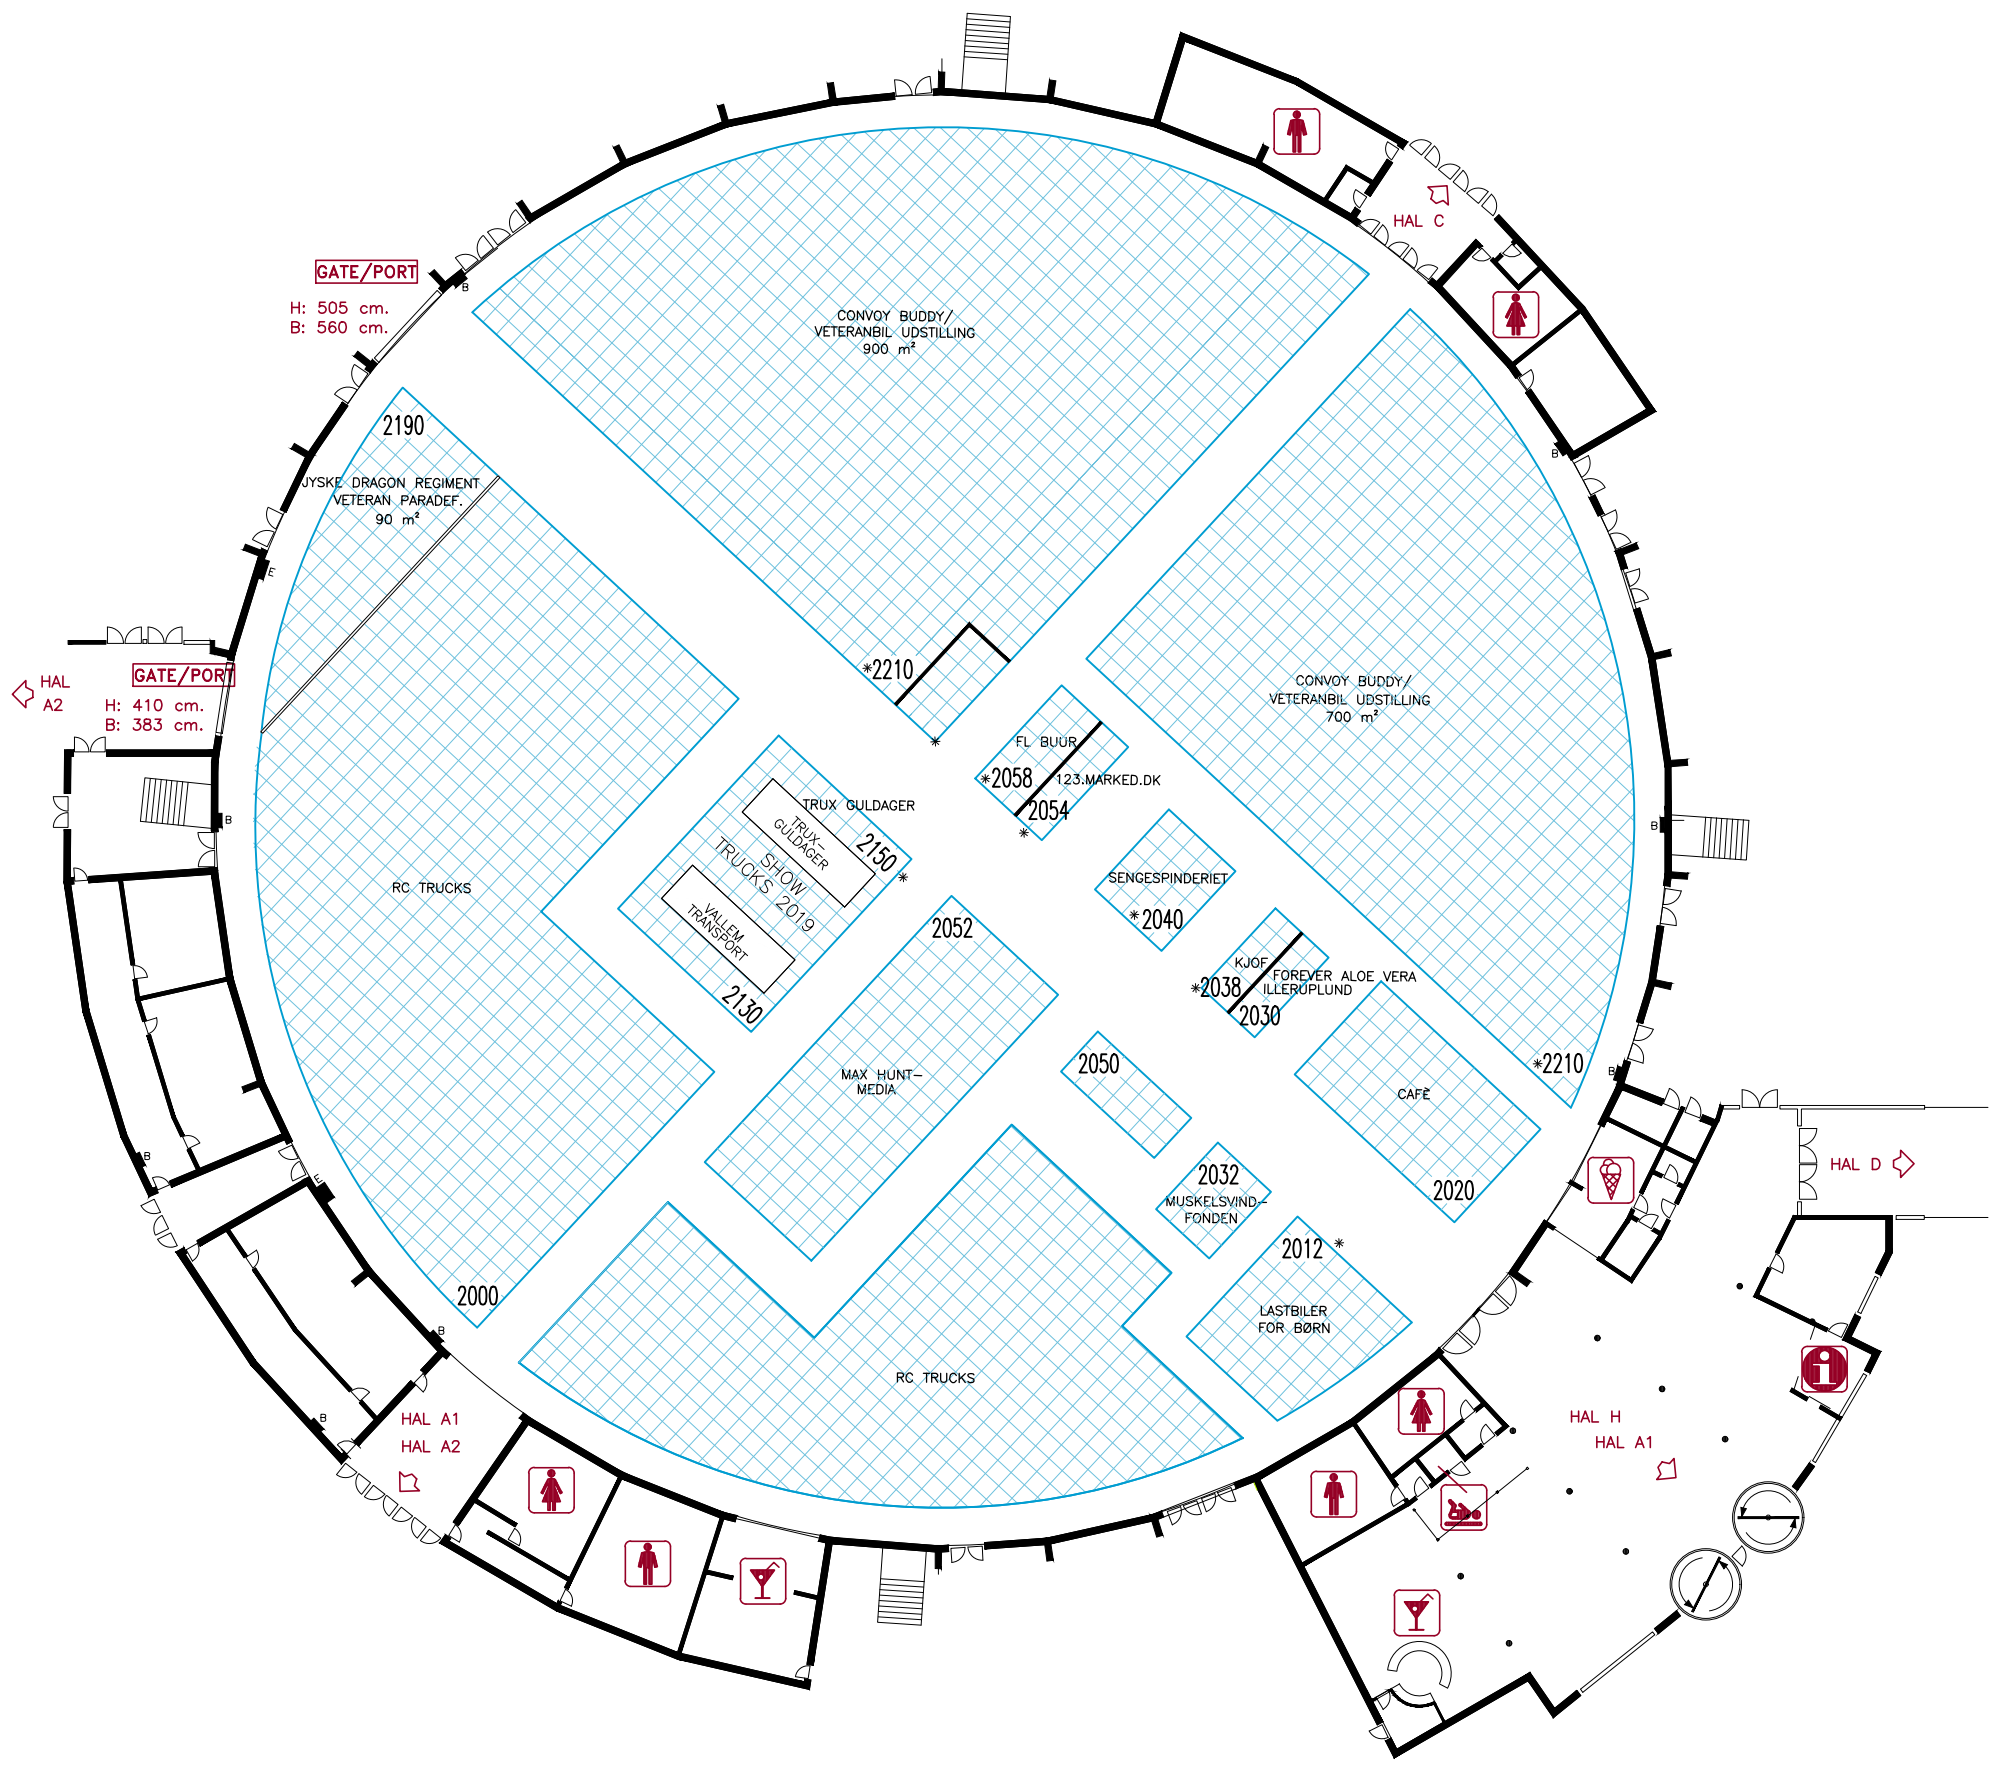 HAL C
GATE/PORT
H: 505 cm.
B: 560 cm.
B
CONVOY BUDDY/
VETERANBIL UDSTILLING
900 m²
2190
JYSKE DRAGON REGIMENT
VETERAN PARADEF.
90 m²
B
E
GATE/PORT
HAL
A2
H: 410 cm.
B: 383 cm.
*2210
*
CONVOY BUDDY/
VETERANBIL UDSTILLING
700 m²
FL BUUR
*2058
123.MARKED.DK
2054
*
TRUX GULDAGER
TRUX-
GULDAGER
2150
*
SHOW
TRUCKS 2019
VALLEM
TRANSPORT
2130
B
B
RC TRUCKS
SENGESPINDERIET
*2040
2052
KJOF
*2038
FOREVER ALOE VERA
ILLERUPLUND
2030
MAX HUNT-
MEDIA
2050
*2210
B
CAFÈ
2020
B
HAL D
2032
MUSKELSVIND-
FONDEN
E
2012 *
LASTBILER
FOR BØRN
2000
B
RC TRUCKS
B
HAL A1
HAL A2
HAL H
HAL A1
i